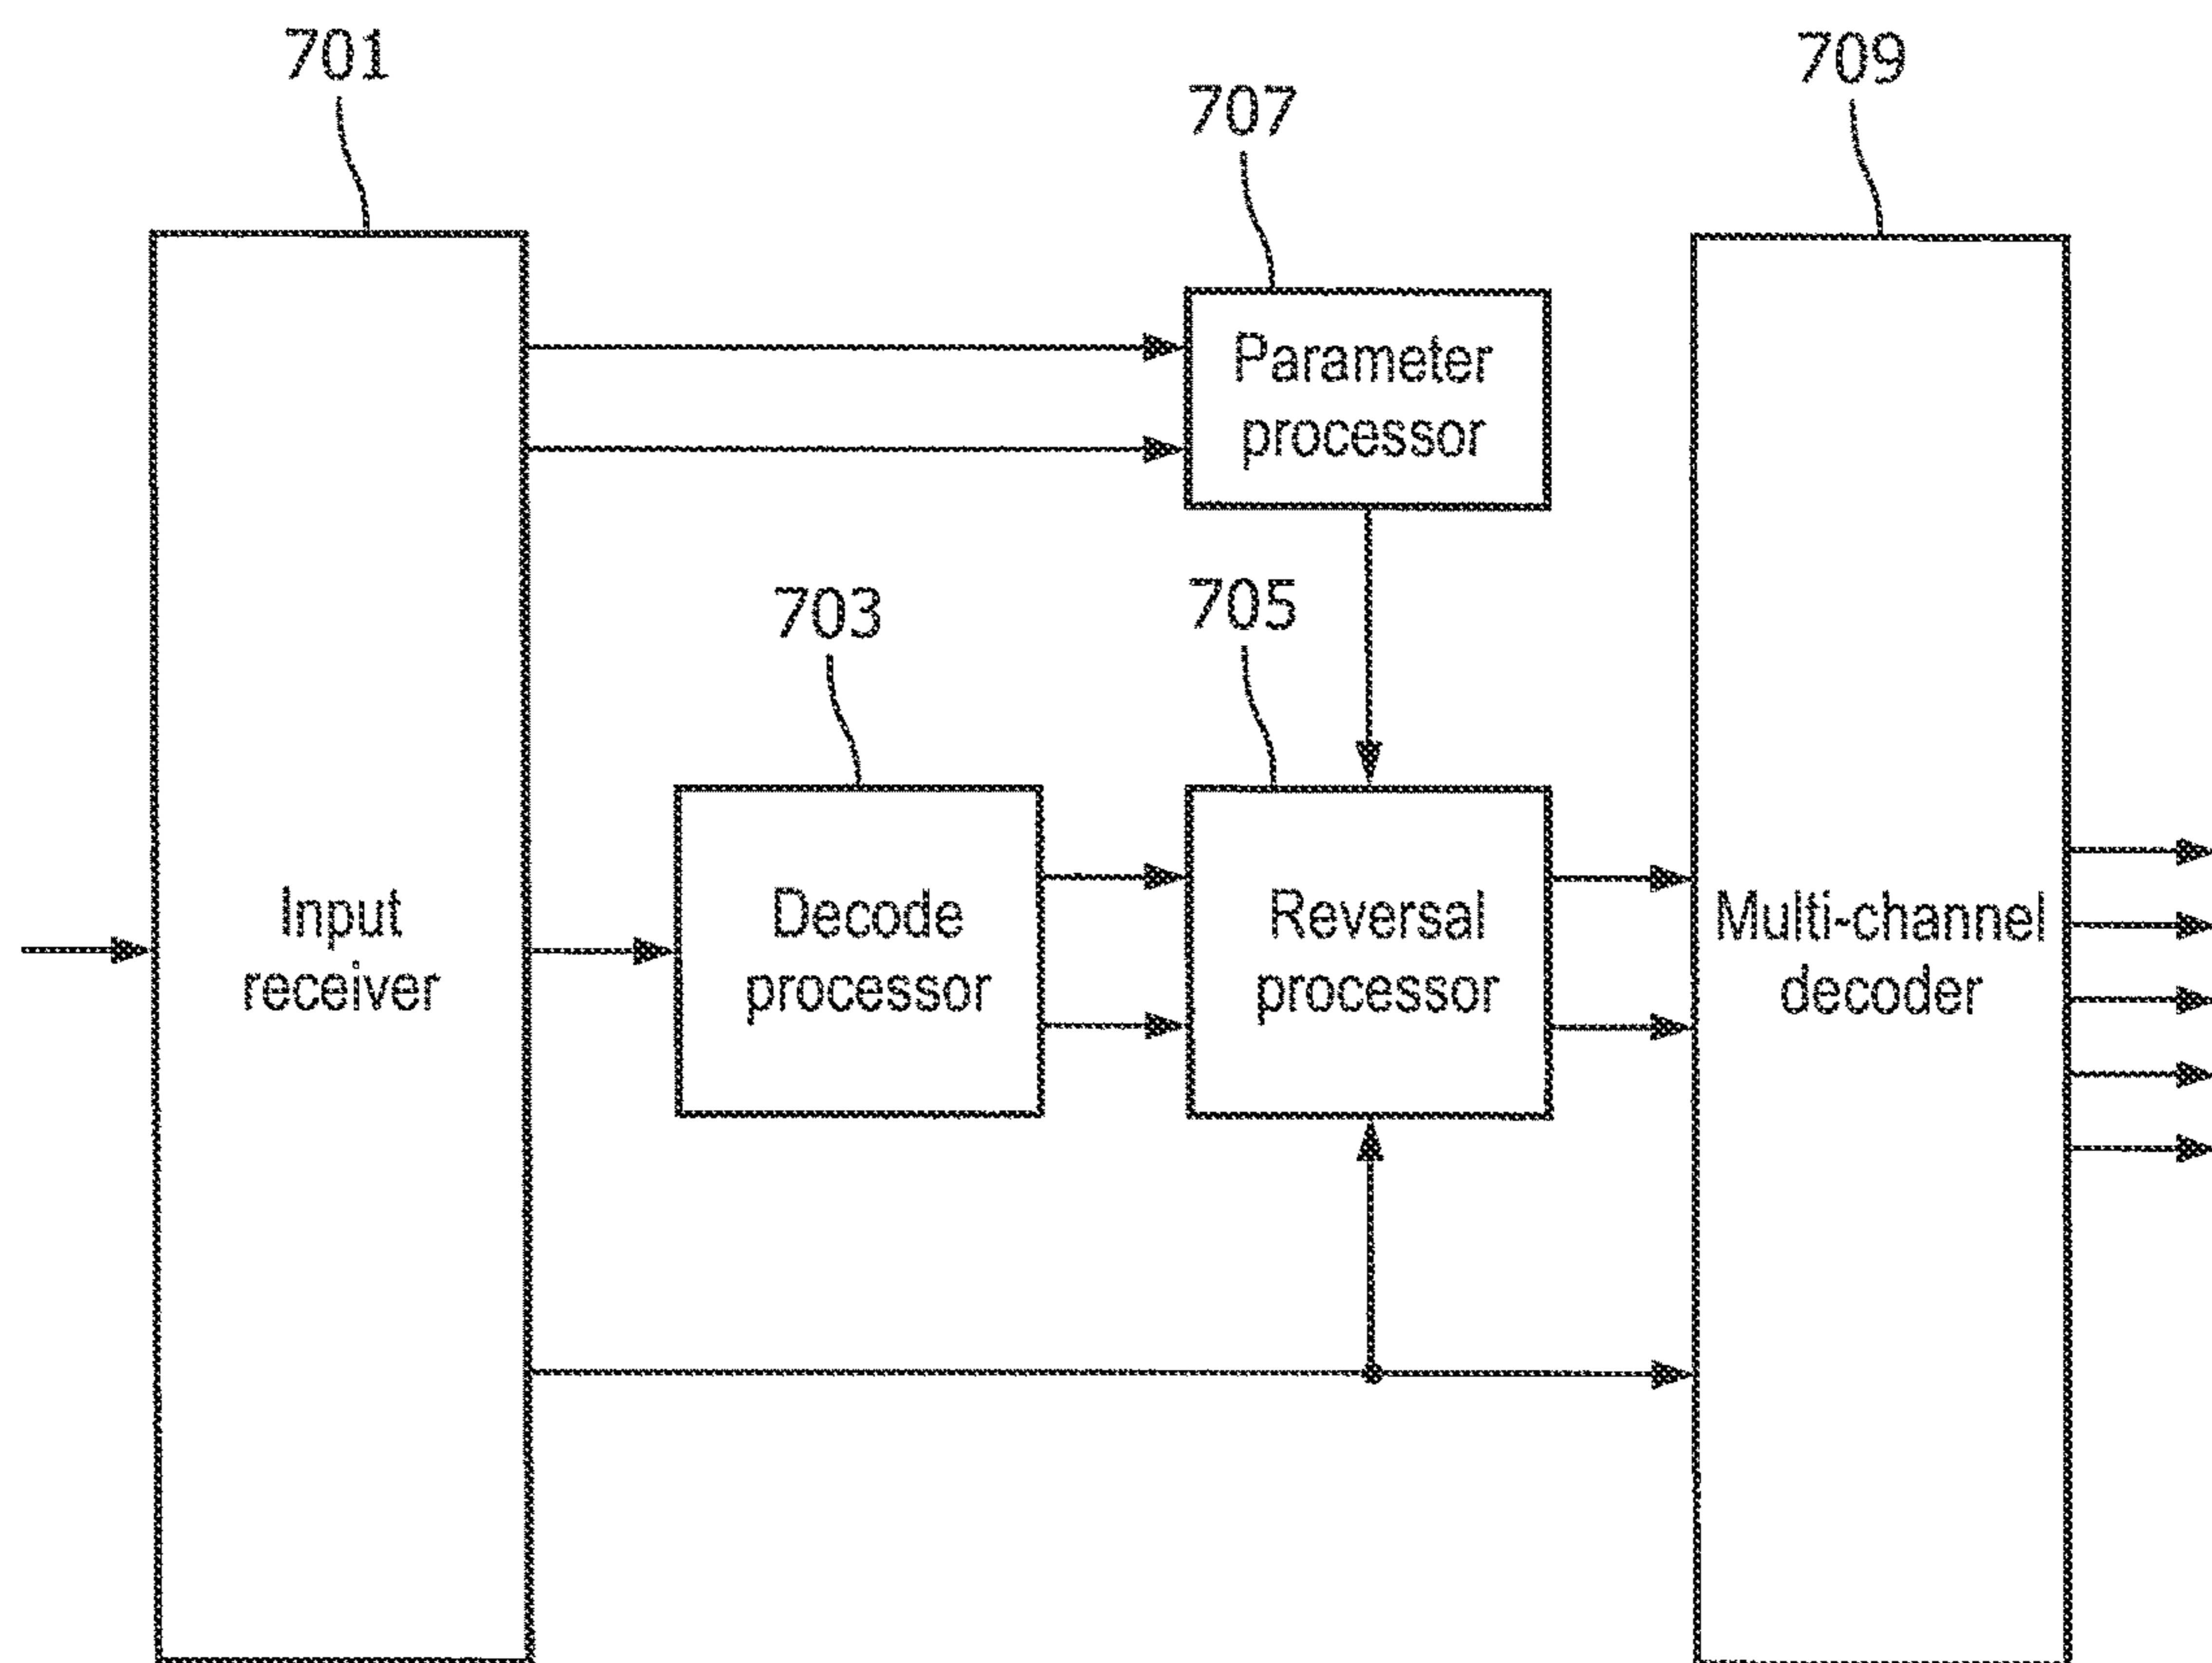 701
709
707
Parameter
processor
703
705
Input
receiver
Decode
processor
Reversal
processor
Multi-channel
decoder